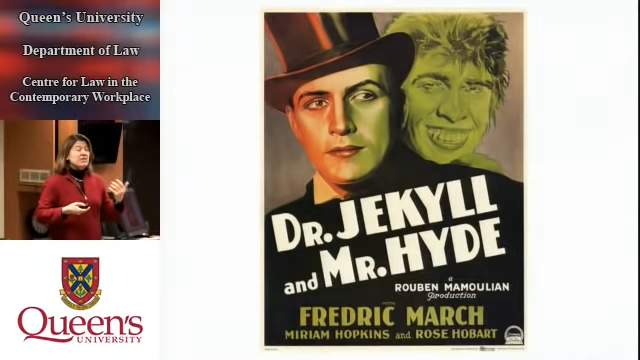 Queen's University
Department of Law
Centre for Law in the
Contemporary Workplace
Queen's
UNIVERSITY
DR. JEKYLL
and MR. HYDE
a
ROUBEN MAMOULIAN
Production
FREDRIC MARCH
MIRIAM HOPKINS and ROSE HOBART